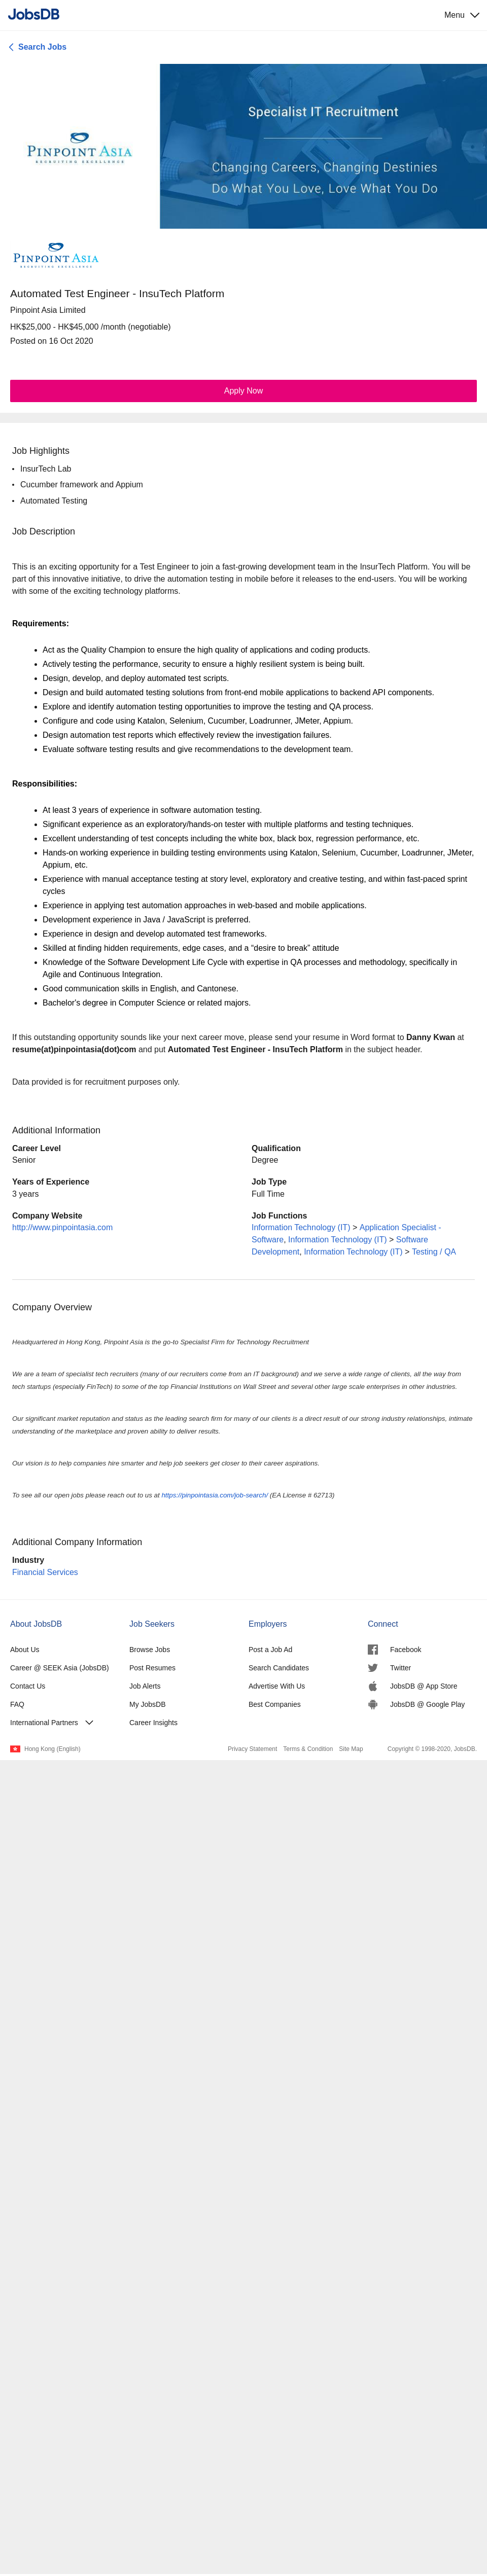 JobsDB
Menu
Search Jobs
PINPOINT ASIA
RECRUITING EXCELLENCE
Specialist IT Recruitment
Changing Careers, Changing Destinies
Do What You Love, Love What You Do
PINPOINT ASIA
RECRUITING EXCELLENCE
Automated Test Engineer - InsuTech Platform
Pinpoint Asia Limited
HK$25,000 - HK$45,000 /month (negotiable)
Posted on 16 Oct 2020
Apply Now
Job Highlights
• InsurTech Lab
• Cucumber framework and Appium
• Automated Testing
Job Description
This is an exciting opportunity for a Test Engineer to join a fast-growing development team in the InsurTech Platform. You will be
part of this innovative initiative, to drive the automation testing in mobile before it releases to the end-users. You will be working
with some of the exciting technology platforms.
Requirements:
• Act as the Quality Champion to ensure the high quality of applications and coding products.
• Actively testing the performance, security to ensure a highly resilient system is being built.
• Design, develop, and deploy automated test scripts.
• Design and build automated testing solutions from front-end mobile applications to backend API components.
• Explore and identify automation testing opportunities to improve the testing and QA process.
• Configure and code using Katalon, Selenium, Cucumber, Loadrunner, JMeter, Appium.
• Design automation test reports which effectively review the investigation failures.
• Evaluate software testing results and give recommendations to the development team.
Responsibilities:
• At least 3 years of experience in software automation testing.
• Significant experience as an exploratory/hands-on tester with multiple platforms and testing techniques.
• Excellent understanding of test concepts including the white box, black box, regression performance, etc.
• Hands-on working experience in building testing environments using Katalon, Selenium, Cucumber, Loadrunner, JMeter,
Appium, etc.
• Experience with manual acceptance testing at story level, exploratory and creative testing, and within fast-paced sprint
cycles
• Experience in applying test automation approaches in web-based and mobile applications.
• Development experience in Java / JavaScript is preferred.
• Experience in design and develop automated test frameworks.
• Skilled at finding hidden requirements, edge cases, and a “desire to break” attitude
• Knowledge of the Software Development Life Cycle with expertise in QA processes and methodology, specifically in
Agile and Continuous Integration.
• Good communication skills in English, and Cantonese.
• Bachelor's degree in Computer Science or related majors.
If this outstanding opportunity sounds like your next career move, please send your resume in Word format to Danny Kwan at
resume(at)pinpointasia(dot)com and put Automated Test Engineer - InsuTech Platform in the subject header.
Data provided is for recruitment purposes only.
Additional Information
Career Level
Senior
Qualification
Degree
Years of Experience
3 years
Job Type
Full Time
Company Website
http://www.pinpointasia.com
Job Functions
Information Technology (IT) > Application Specialist -
Software, Information Technology (IT) > Software
Development, Information Technology (IT) > Testing / QA
Company Overview
Headquartered in Hong Kong, Pinpoint Asia is the go-to Specialist Firm for Technology Recruitment
We are a team of specialist tech recruiters (many of our recruiters come from an IT background) and we serve a wide range of clients, all the way from
tech startups (especially FinTech) to some of the top Financial Institutions on Wall Street and several other large scale enterprises in other industries.
Our significant market reputation and status as the leading search firm for many of our clients is a direct result of our strong industry relationships, intimate
understanding of the marketplace and proven ability to deliver results.
Our vision is to help companies hire smarter and help job seekers get closer to their career aspirations.
To see all our open jobs please reach out to us at https://pinpointasia.com/job-search/ (EA License # 62713)
Additional Company Information
Industry
Financial Services
About JobsDB
About Us
Career @ SEEK Asia (JobsDB)
Contact Us
FAQ
International Partners
Job Seekers
Browse Jobs
Post Resumes
Job Alerts
My JobsDB
Career Insights
Employers
Post a Job Ad
Search Candidates
Advertise With Us
Best Companies
Connect
Facebook
Twitter
JobsDB @ App Store
JobsDB @ Google Play
Hong Kong (English)
Privacy Statement Terms & Condition Site Map
Copyright © 1998-2020, JobsDB.